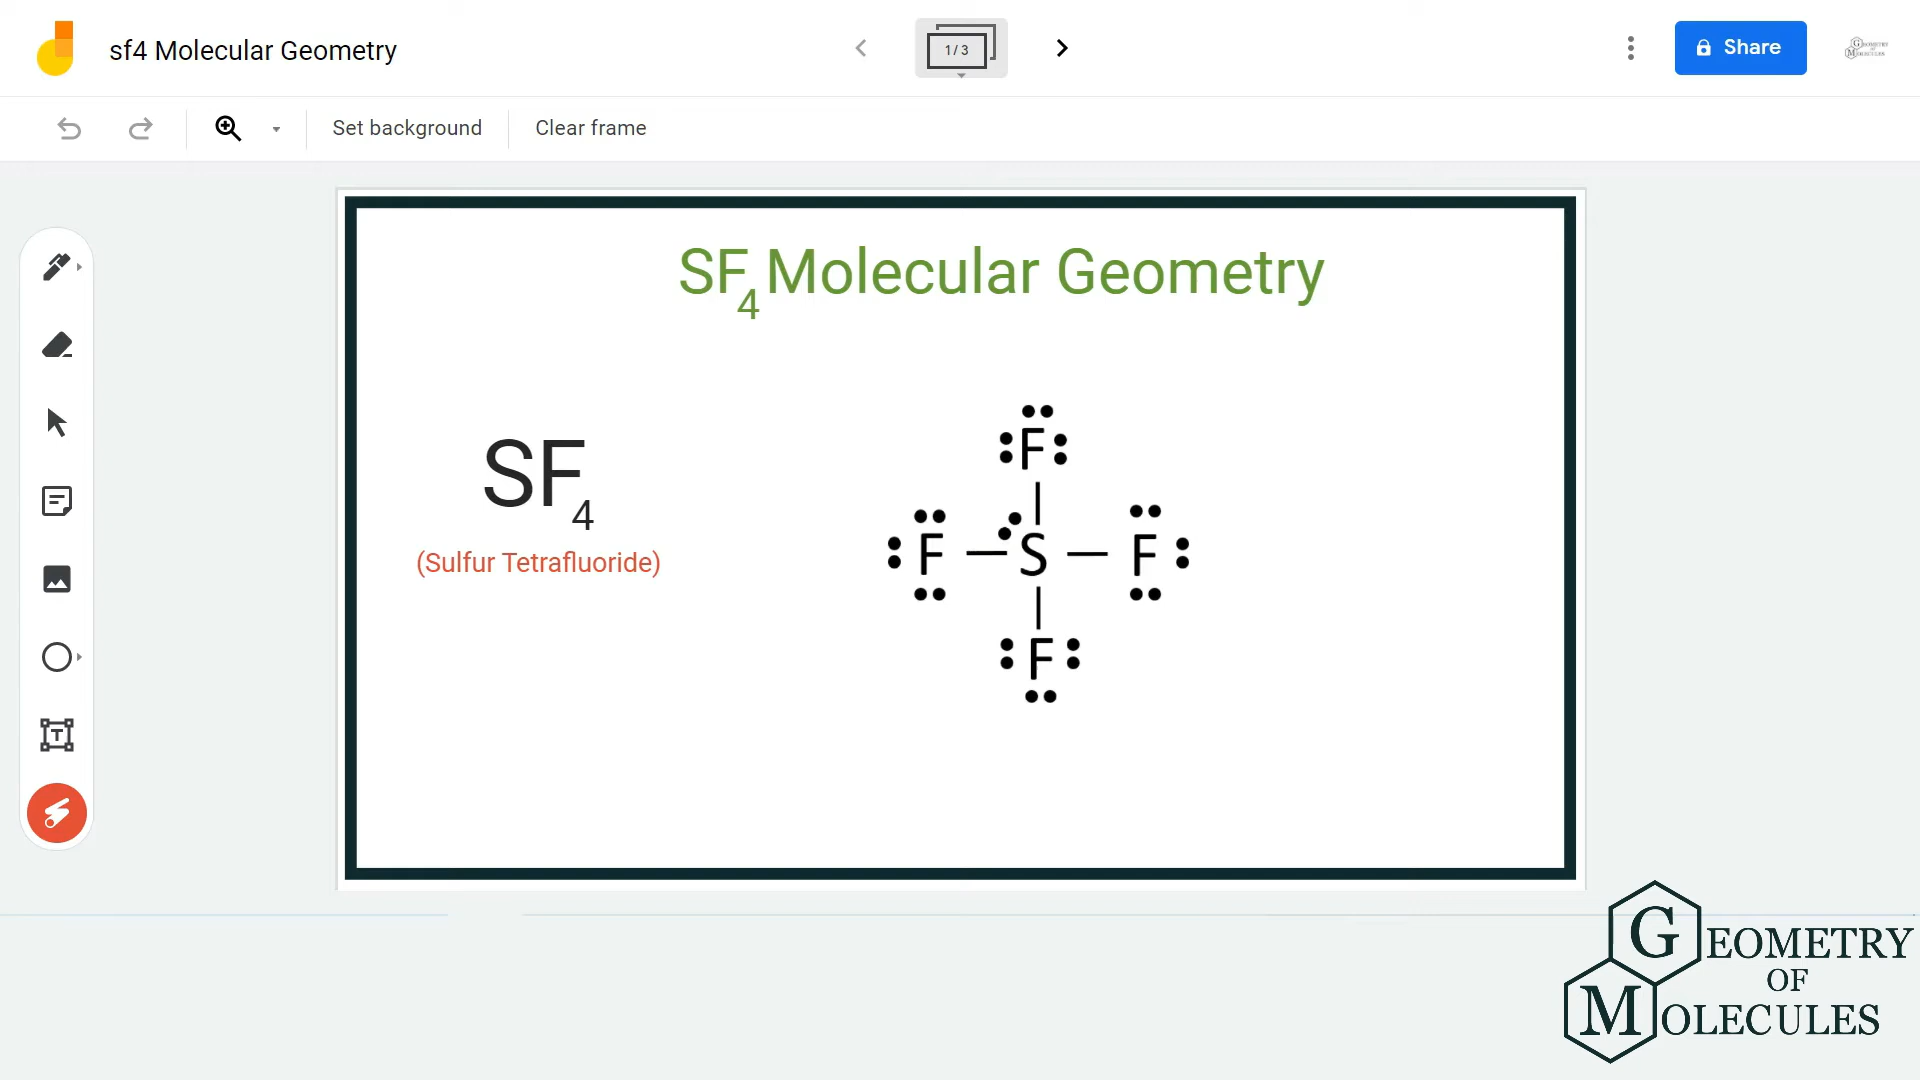 sf4 Molecular Geometry
1 / 3
Share
Set background
Clear frame
SF4 Molecular Geometry
SF4
(Sulfur Tetrafluoride)
F
F S F
F
GEOMETRY
OF
MOLECULES